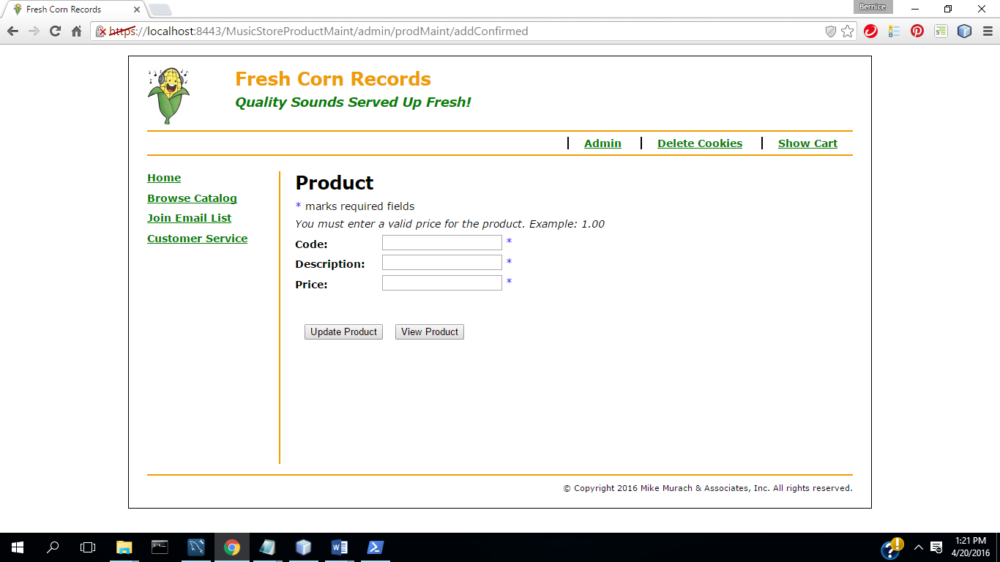 Fresh Corn Records
Bernice
https://localhost:8443/MusicStoreProductMaint/admin/prodMaint/addConfirmed
Fresh Corn Records
Quality Sounds Served Up Fresh!
Admin Delete Cookies Show Cart
Home
Browse Catalog
Join Email List
Customer Service
Product
* marks required fields
You must enter a valid price for the product. Example: 1.00
Code: *
Description: *
Price: *
Update Product View Product
© Copyright 2016 Mike Murach & Associates, Inc. All rights reserved.
1:21 PM
4/20/2016